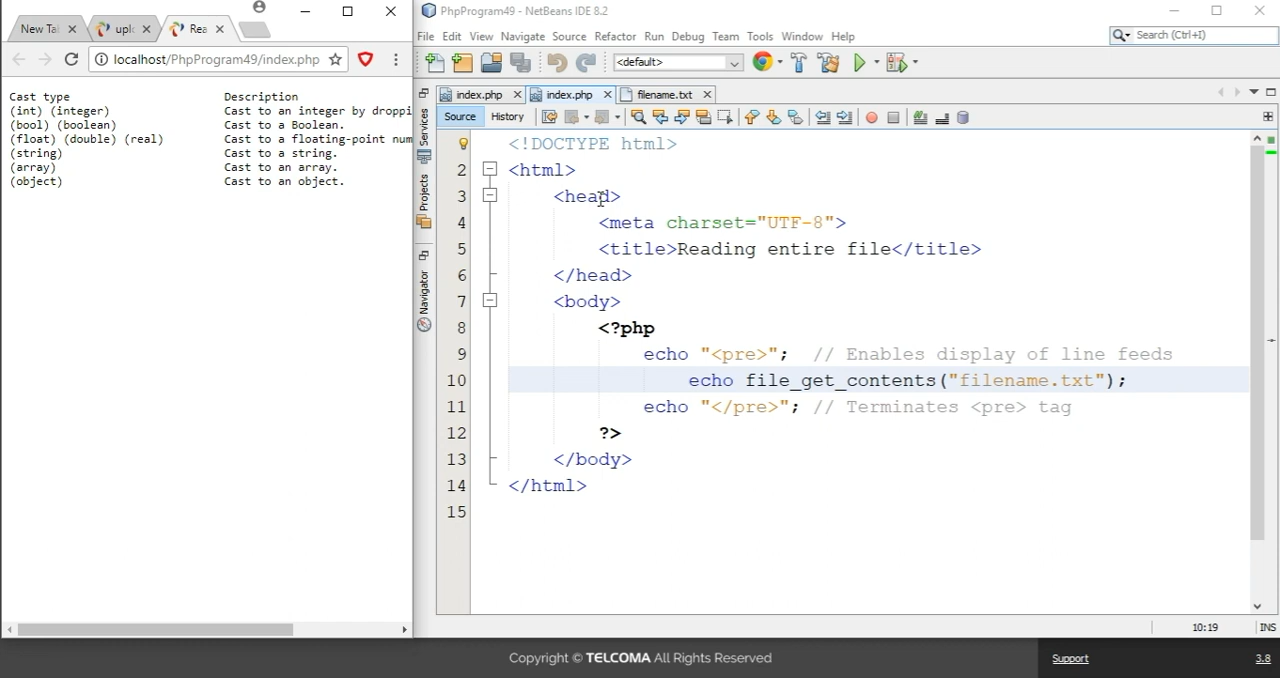 New Ta
uplo
Rea
localhost/PhpProgram49/index.php
Cast type Description
(int) (integer) Cast to an integer by droppi
(bool) (boolean) Cast to a Boolean.
(float) (double) (real) Cast to a floating-point num
(string) Cast to a string.
(array) Cast to an array.
(object) Cast to an object.
PhpProgram49 - NetBeans IDE 8.2
File Edit View Navigate Source Refactor Run Debug Team Tools Window Help
Search (Ctrl+I)
<default>
index.php index.php filename.txt
Source History
Services
Projects
Navigator
<!DOCTYPE html>
2 <html>
3 <head>
4 <meta charset="UTF-8">
5 <title>Reading entire file</title>
6 </head>
7 <body>
8 <?php
9 echo "<pre>"; // Enables display of line feeds
10 echo file_get_contents("filename.txt");
11 echo "</pre>"; // Terminates <pre> tag
12 ?>
13 </body>
14 </html>
15
10:19 INS
Copyright © TELCOMA All Rights Reserved
Support 3.8